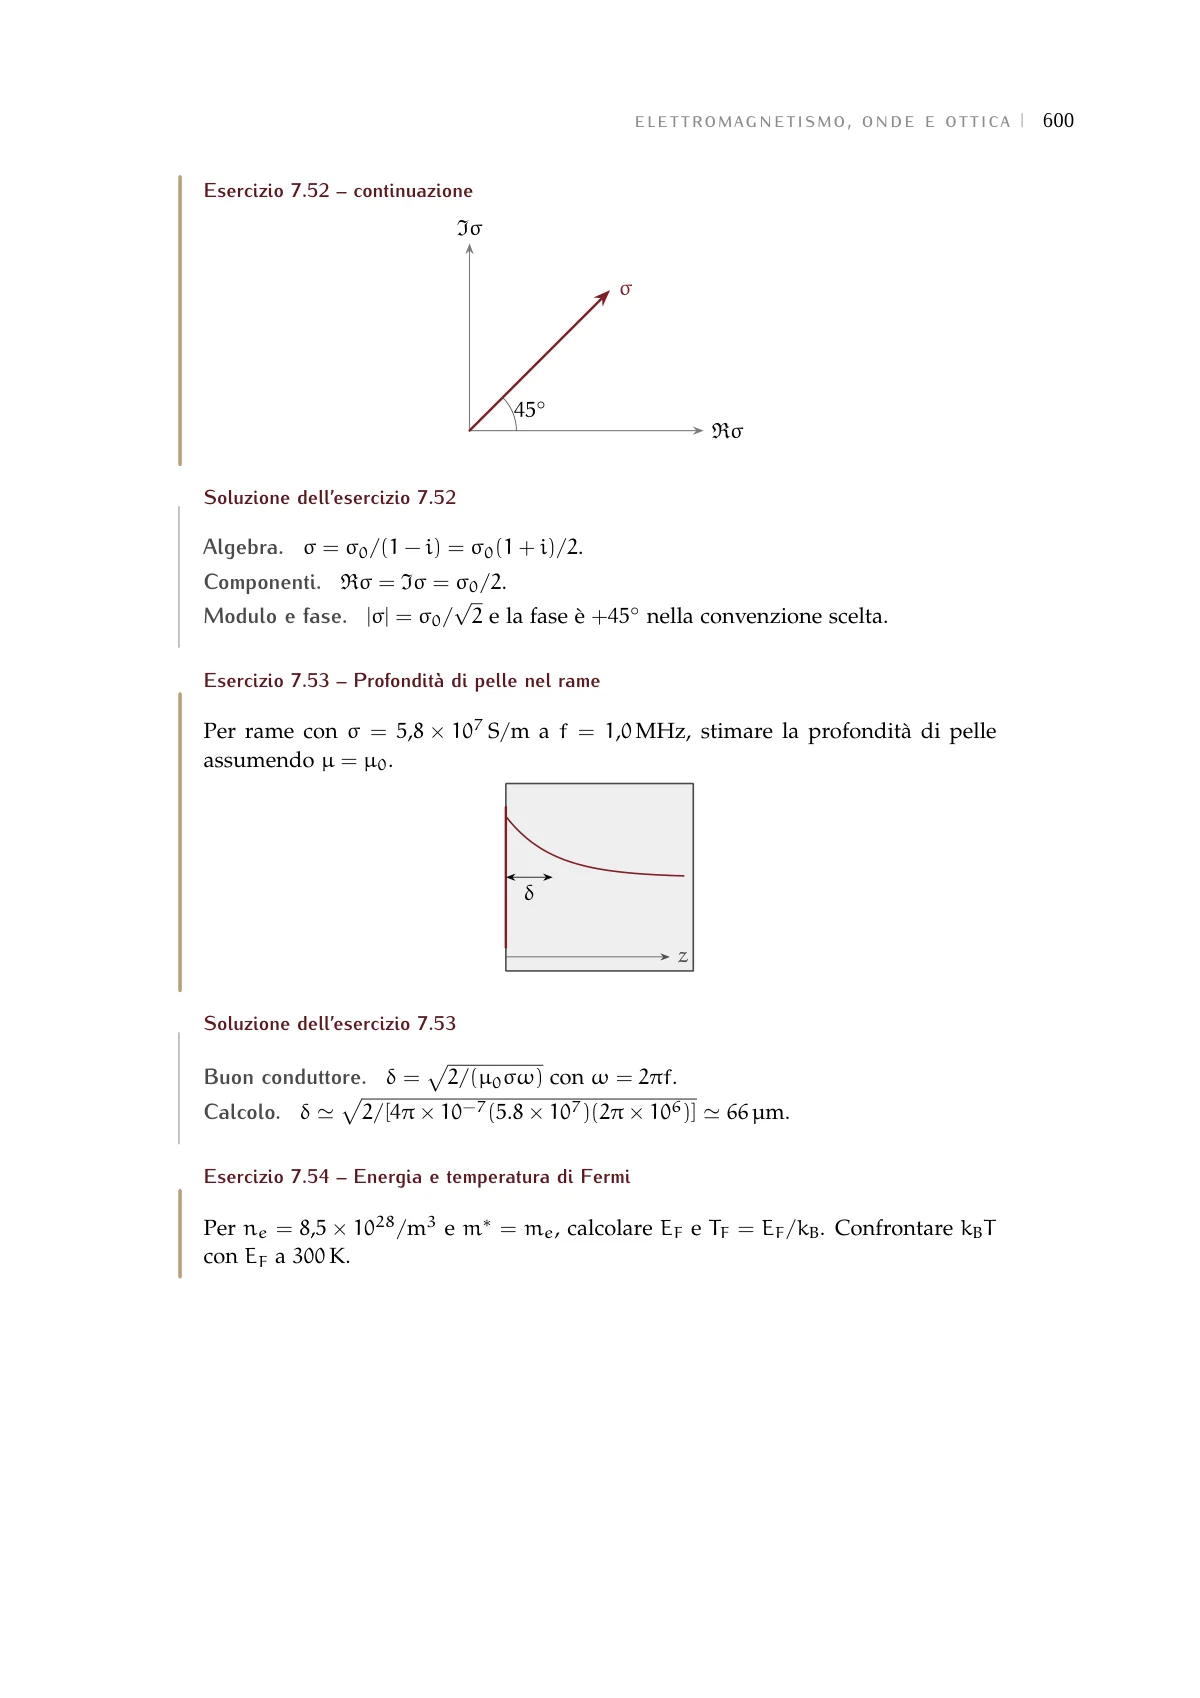 ELETTROMAGNETISMO, ONDE E OTTICA | 600
Esercizio 7.52 – continuazione
ℑσ
σ
45°
ℜσ
Soluzione dell’esercizio 7.52
Algebra. σ = σ₀/(1 − i) = σ₀(1 + i)/2.
Componenti. ℜσ = ℑσ = σ₀/2.
Modulo e fase. |σ| = σ₀/√2 e la fase è +45° nella convenzione scelta.
Esercizio 7.53 – Profondità di pelle nel rame
Per rame con σ = 5,8 × 10⁷ S/m a f = 1,0 MHz, stimare la profondità di pelle
assumendo μ = μ₀.
δ
z
Soluzione dell’esercizio 7.53
Buon conduttore. δ = √(2/(μ₀σω)) con ω = 2πf.
Calcolo. δ ≃ √(2/[4π × 10⁻⁷(5.8 × 10⁷)(2π × 10⁶)]) ≃ 66 μm.
Esercizio 7.54 – Energia e temperatura di Fermi
Per nₑ = 8,5 × 10²⁸/m³ e m* = mₑ, calcolare E_F e T_F = E_F/k_B. Confrontare k_BT
con E_F a 300 K.